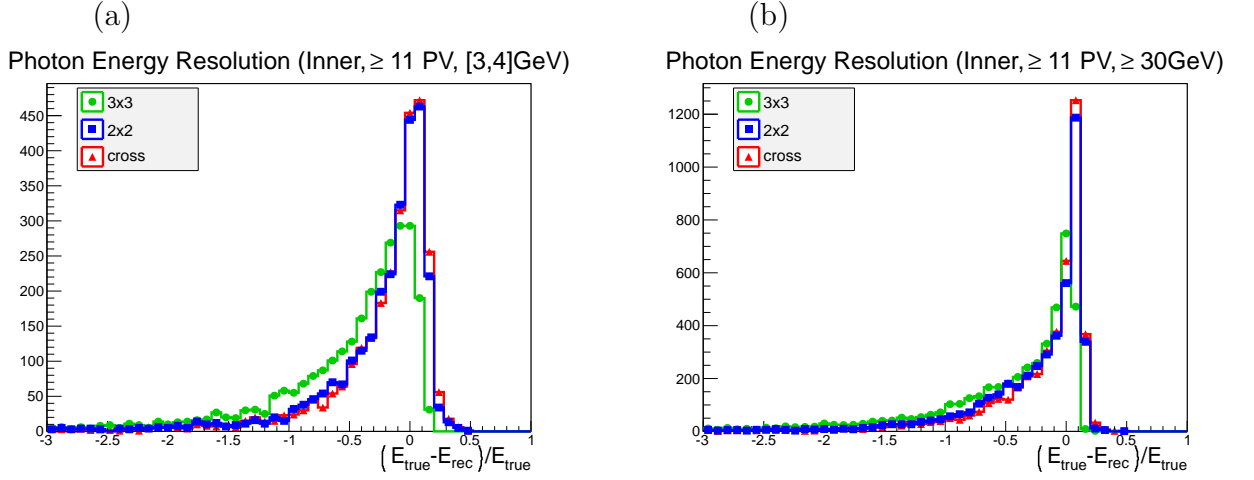 (a)
Photon Energy Resolution (Inner, ≥ 11 PV, [3,4]GeV)
3x3
2x2
cross
450
400
350
300
250
200
150
100
50
0
-3 -2.5 -2 -1.5 -1 -0.5 0 0.5 1
(E_true-E_rec)/E_true
(b)
Photon Energy Resolution (Inner, ≥ 11 PV, ≥ 30GeV)
3x3
2x2
cross
1200
1000
800
600
400
200
0
-3 -2.5 -2 -1.5 -1 -0.5 0 0.5 1
(E_true-E_rec)/E_true